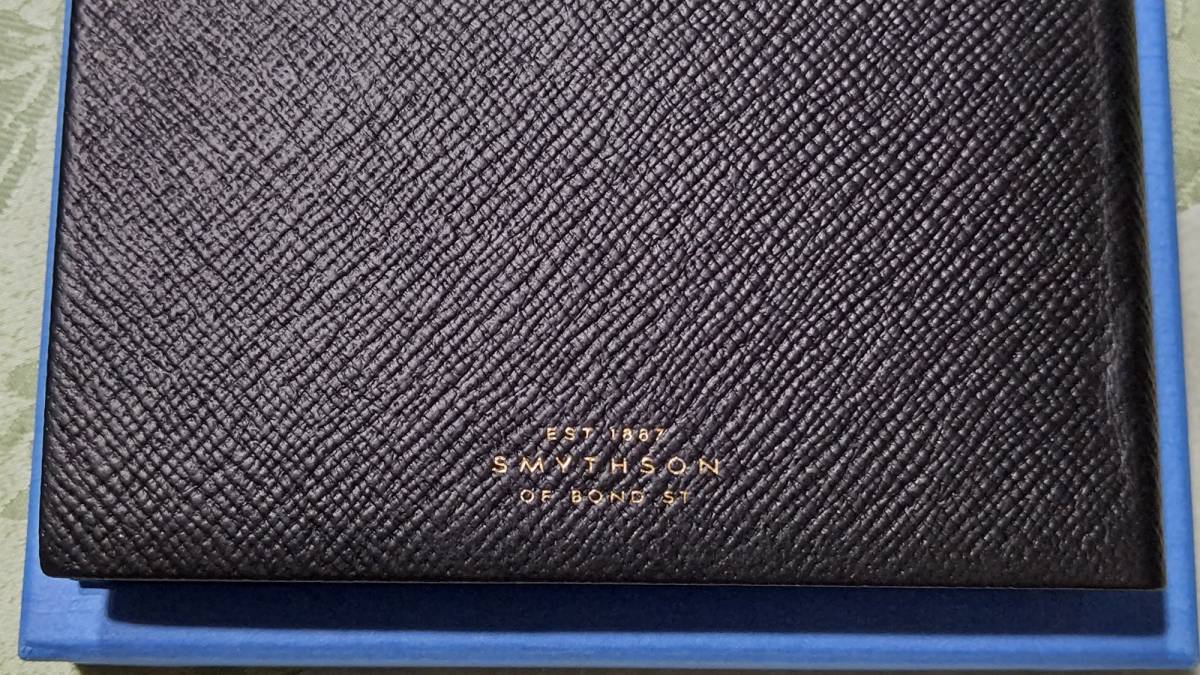 EST 1887
SMYTHSON
OF BOND ST